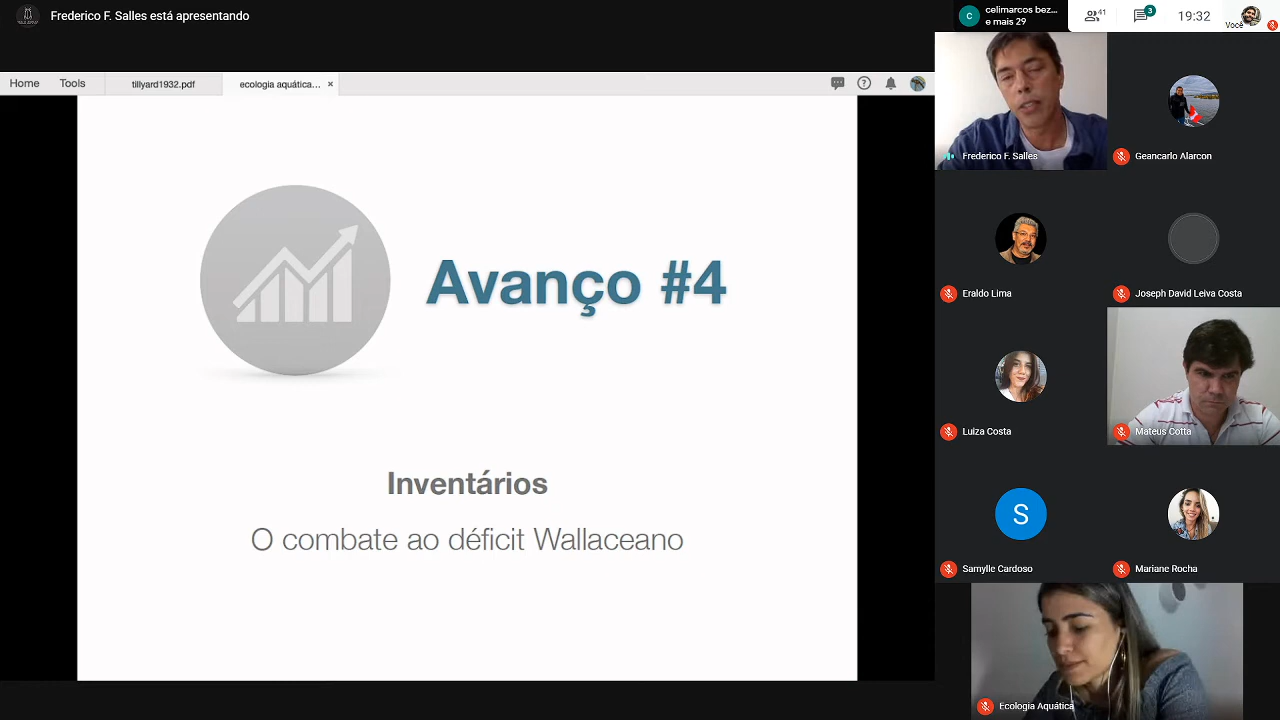 Frederico F. Salles está apresentando
celimarcos bez...
e mais 29
41
3
19:32
Você
Home
Tools
tillyard1932.pdf
ecologia aquática...
Avanço #4
Inventários
O combate ao déficit Wallaceano
Frederico F. Salles
Geancarlo Alarcon
Eraldo Lima
Joseph David Leiva Costa
Luiza Costa
Mateus Cotta
S
Samylle Cardoso
Mariane Rocha
Ecologia Aquática